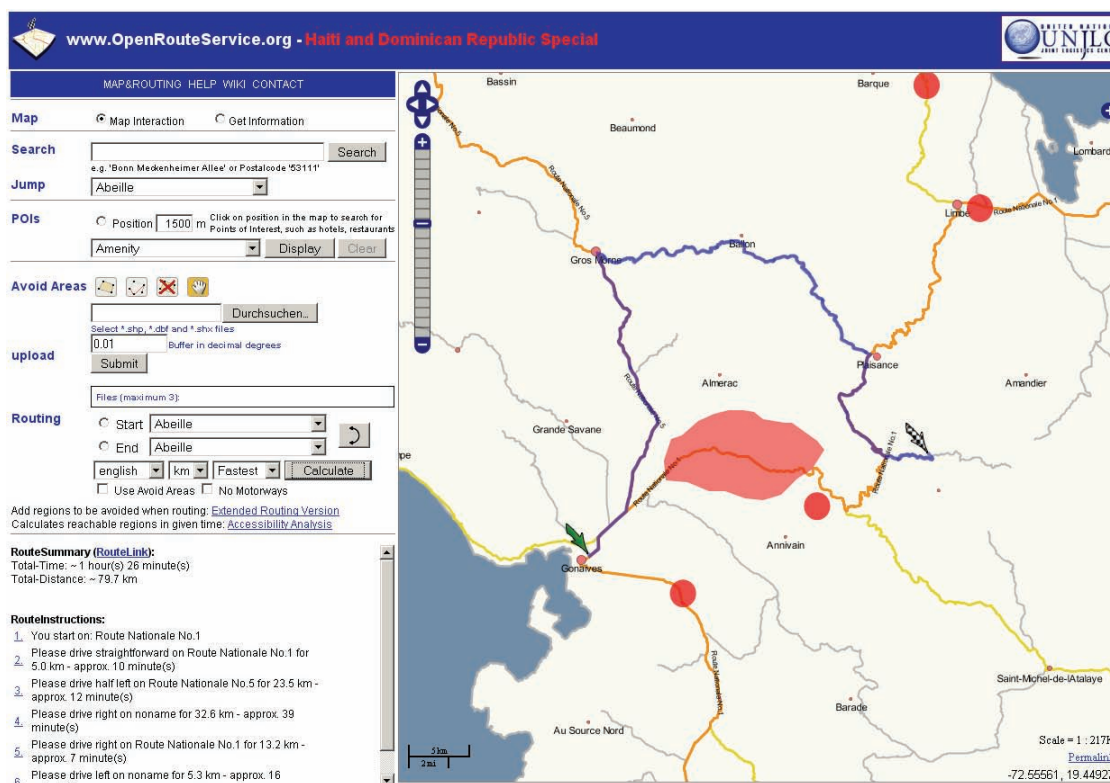 www.OpenRouteService.org - Haiti and Dominican Republic Special
UNITED NATIONS
UNJLC
JOINT LOGISTICS CENTRE
MAP&ROUTING HELP WIKI CONTACT
Map
Map Interaction
Get Information
Search
Search
e.g. 'Bonn Meckenheimer Allee' or Postalcode '53111'
Jump
Abeille
POIs
Position 1500 m Click on position in the map to search for
Points of Interest, such as hotels, restaurants
Amenity
Display
Clear
Avoid Areas
Durchsuchen...
Select *.shp, *.dbf and *.shx files
0.01 Buffer in decimal degrees
upload
Submit
Files (maximum 3):
Routing
Start Abeille
End Abeille
english km Fastest Calculate
Use Avoid Areas No Motorways
Add regions to be avoided when routing: Extended Routing Version
Calculates reachable regions in given time: Accessibility Analysis
RouteSummary (RouteLink):
Total-Time: ~ 1 hour(s) 26 minute(s)
Total-Distance: ~ 79.7 km
RouteInstructions:
1. You start on: Route Nationale No.1
2. Please drive straightforward on Route Nationale No.1 for
5.0 km - approx. 10 minute(s)
3. Please drive half left on Route Nationale No.5 for 23.5 km -
approx. 12 minute(s)
4. Please drive right on noname for 32.6 km - approx. 39
minute(s)
5. Please drive right on Route Nationale No.1 for 13.2 km -
approx. 7 minute(s)
6. Please drive left on noname for 5.3 km - approx. 16
Bassin
Barque
Beaumond
Lombard
Route Nationale No.5
Limbé
Route Nationale No.1
Ballon
Gros Morne
Plaisance
Almerac
Amandier
Route Nationale No.5
Grande Savane
Route Nationale No.1
Route Nationale No.1
Annivain
Gonaives
Saint-Michel-de-lAtalaye
Route Nationale No.1
Barade
Au Source Nord
5 km
2 mi
Scale = 1 : 217K
Permalink
-72.55561, 19.4492